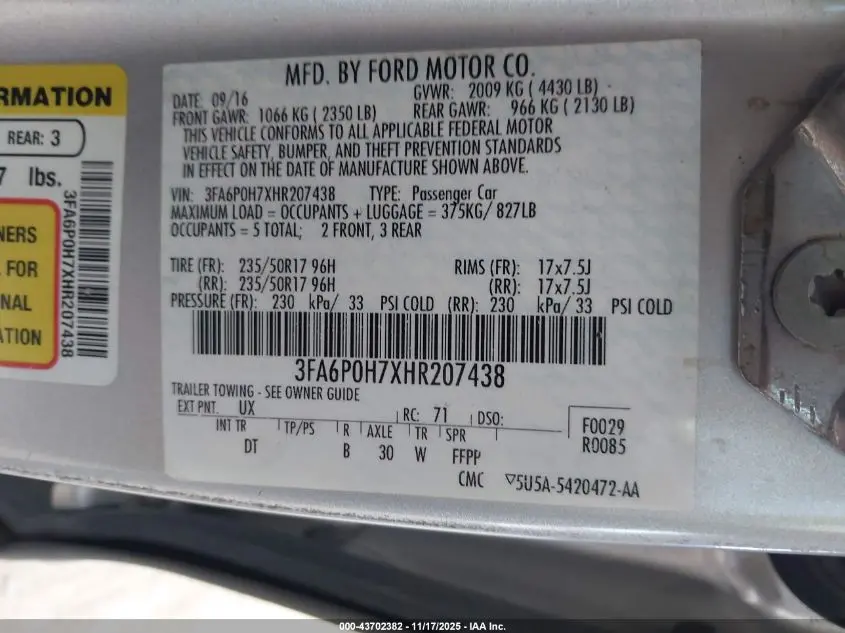 RMATION
REAR: 3
7 lbs.
NERS
FOR
NAL
ATION
3FA6P0H7XHR207438
MFD. BY FORD MOTOR CO.
DATE: 09/16 GVWR: 2009 KG ( 4430 LB)
FRONT GAWR: 1066 KG ( 2350 LB) REAR GAWR: 966 KG ( 2130 LB)
THIS VEHICLE CONFORMS TO ALL APPLICABLE FEDERAL MOTOR
VEHICLE SAFETY, BUMPER, AND THEFT PREVENTION STANDARDS
IN EFFECT ON THE DATE OF MANUFACTURE SHOWN ABOVE.
VIN: 3FA6P0H7XHR207438 TYPE: Passenger Car
MAXIMUM LOAD = OCCUPANTS + LUGGAGE = 375KG/ 827LB
OCCUPANTS = 5 TOTAL; 2 FRONT, 3 REAR
TIRE (FR): 235/50R17 96H RIMS (FR): 17x7.5J
(RR): 235/50R17 96H (RR): 17x7.5J
PRESSURE (FR): 230 kPa/ 33 PSI COLD (RR): 230 kPa/ 33 PSI COLD
3FA6P0H7XHR207438
TRAILER TOWING - SEE OWNER GUIDE
EXT PNT: UX RC: 71 DSO:
INT TR TP/PS R AXLE TR SPR
DT B 30 W FFPP
F0029
R0085
CMC ▽5U5A-5420472-AA
000-43702382 - 11/17/2025 - IAA Inc.